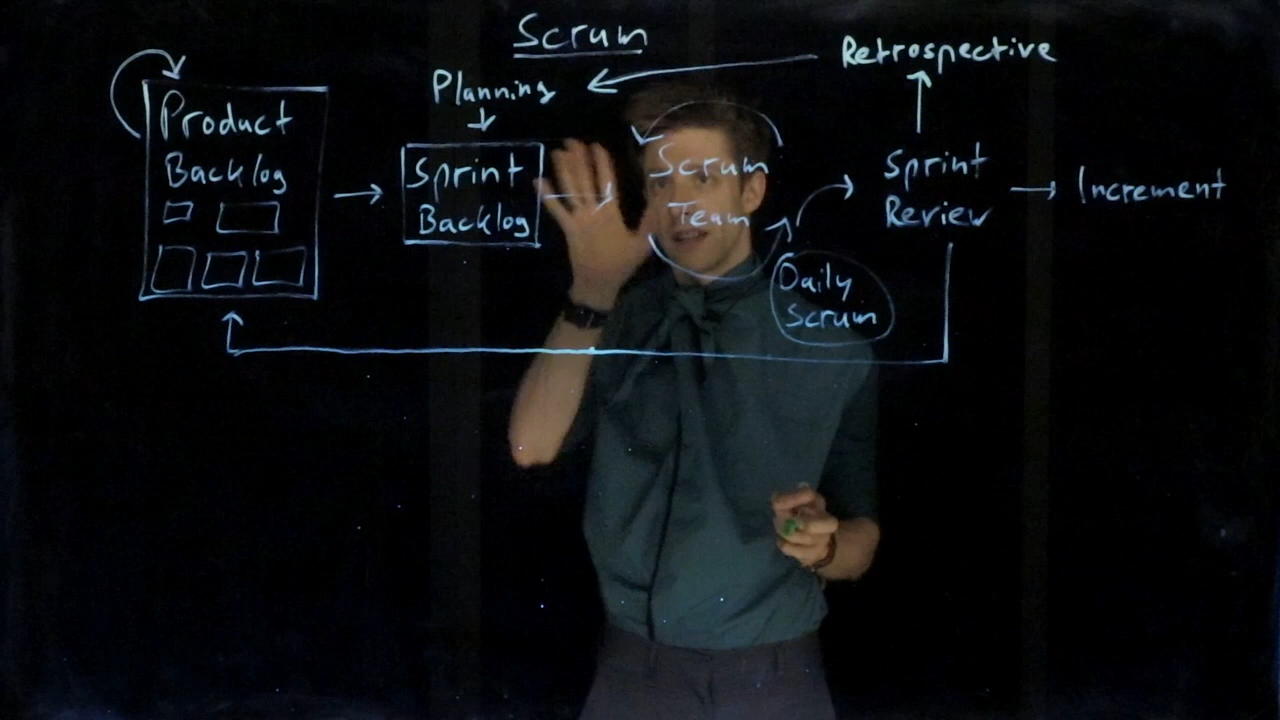 Scrum
Retrospective
Planning
Product
Backlog
Sprint
Backlog
Scrum
Team
Sprint
Review
Increment
Daily
Scrum